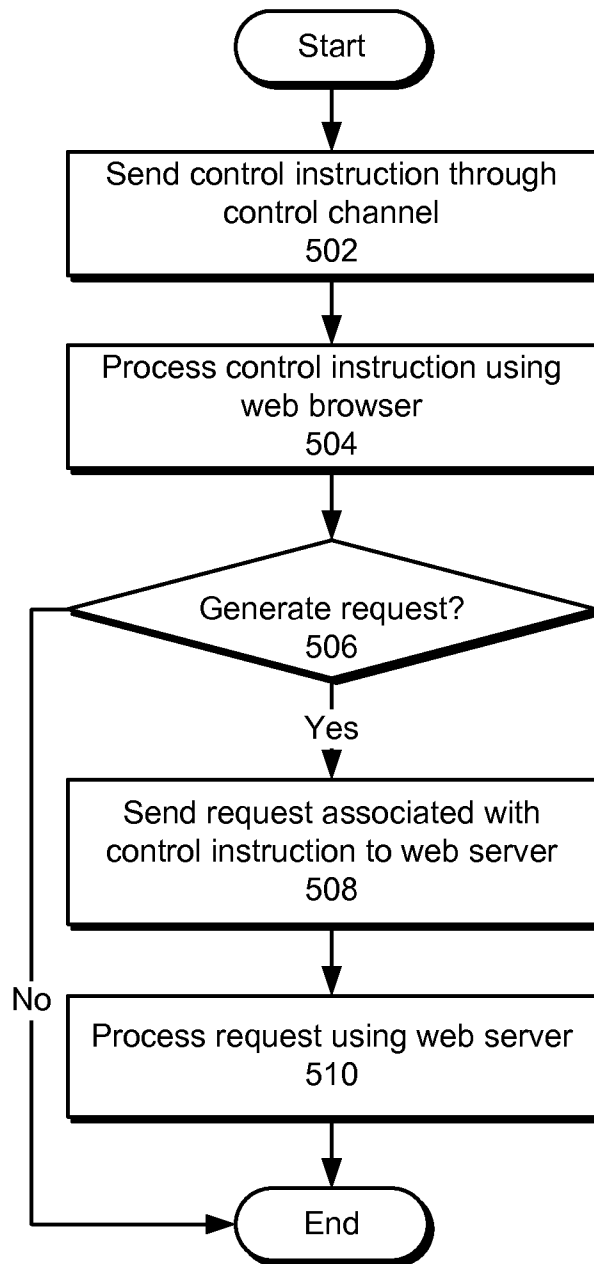 Start
Send control instruction through
control channel
502
Process control instruction using
web browser
504
Generate request?
506
Yes
Send request associated with
control instruction to web server
508
No
Process request using web server
510
End